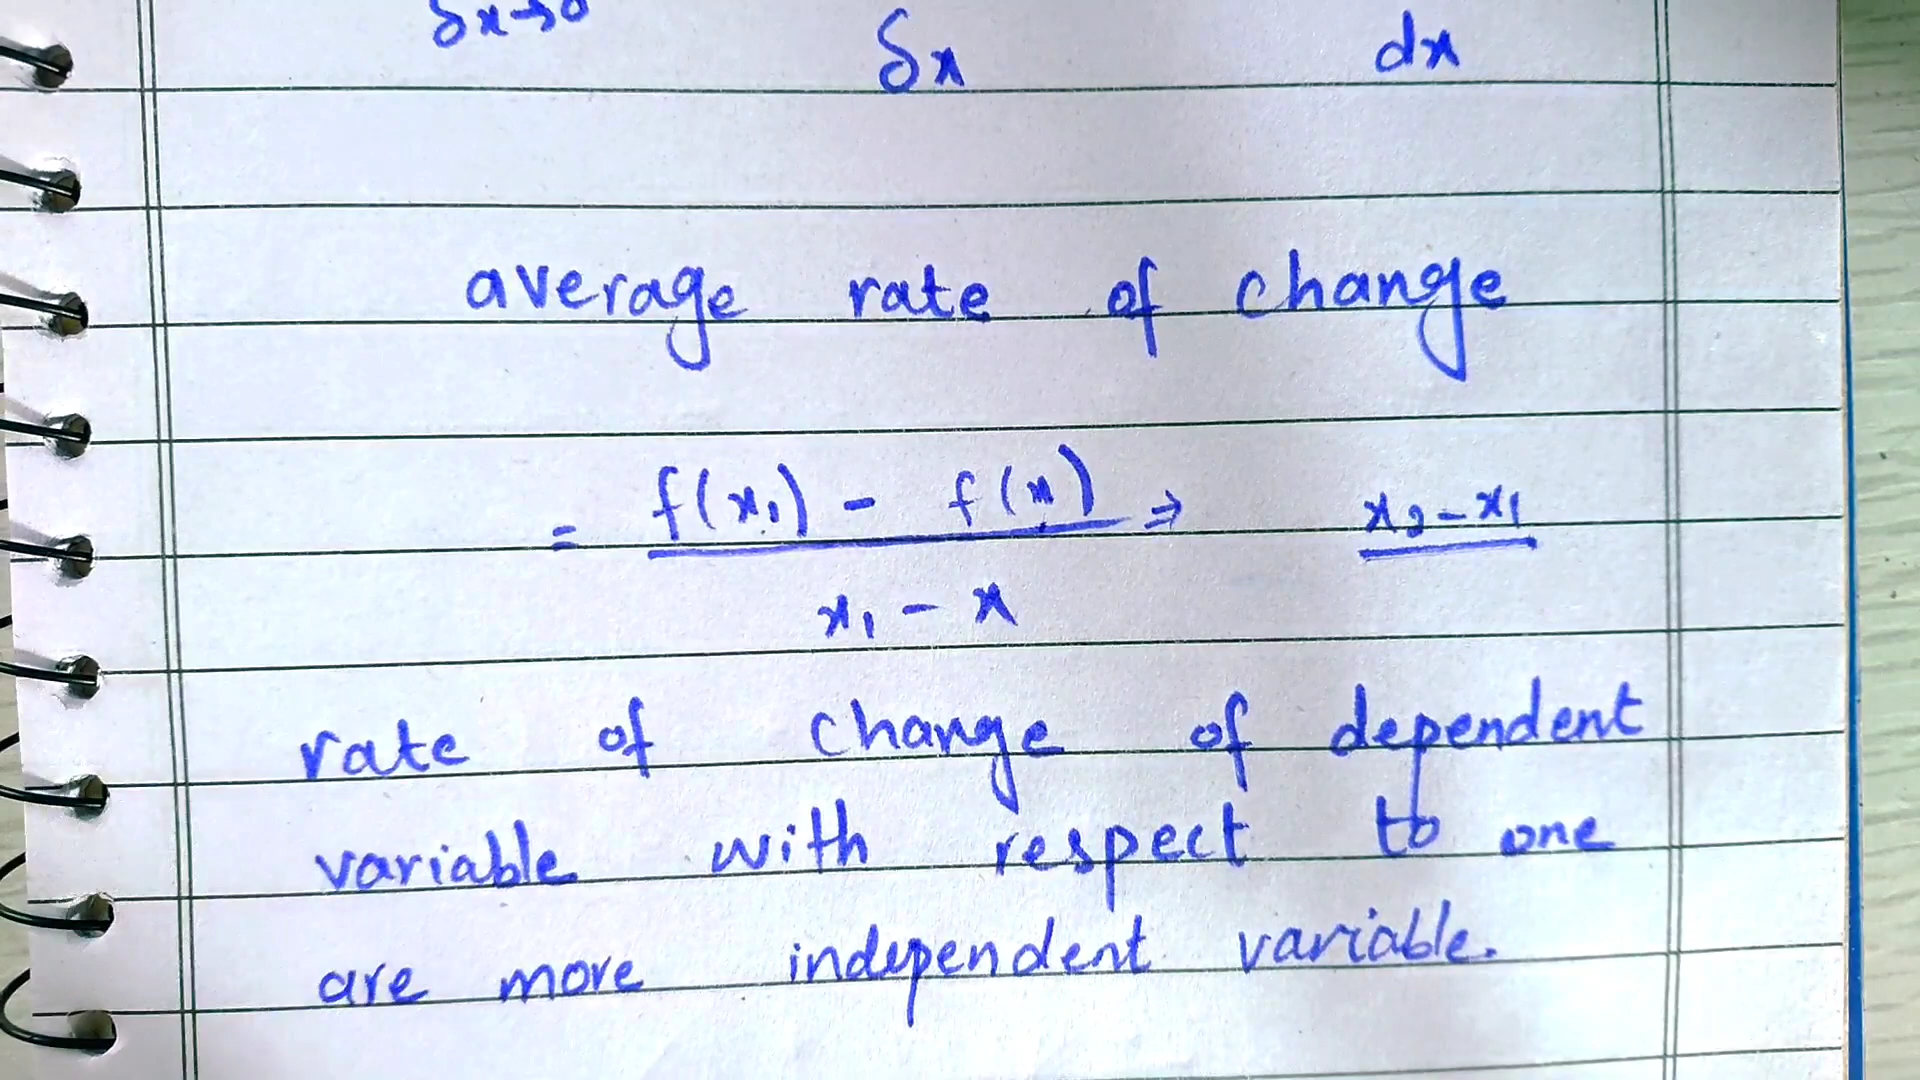 δx→0 δx dx
average rate of change
= f(x₁) - f(x) ⇒ x₂-x₁
x₁ - x
rate of change of dependent
variable with respect to one
are more independent variable.